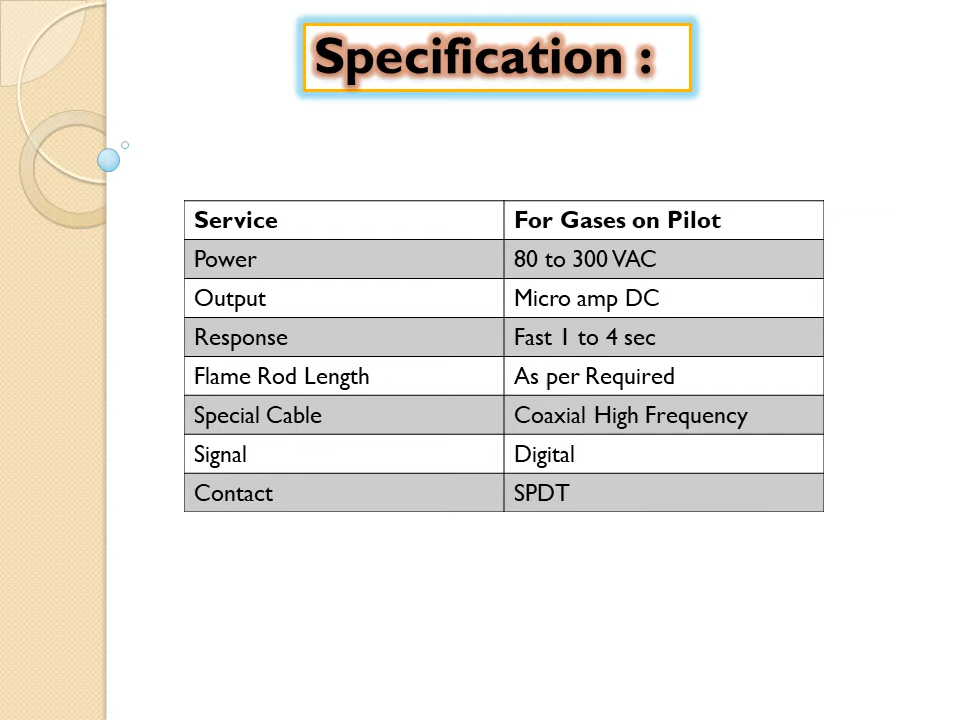 Specification :
Service For Gases on Pilot
Power 80 to 300 VAC
Output Micro amp DC
Response Fast 1 to 4 sec
Flame Rod Length As per Required
Special Cable Coaxial High Frequency
Signal Digital
Contact SPDT